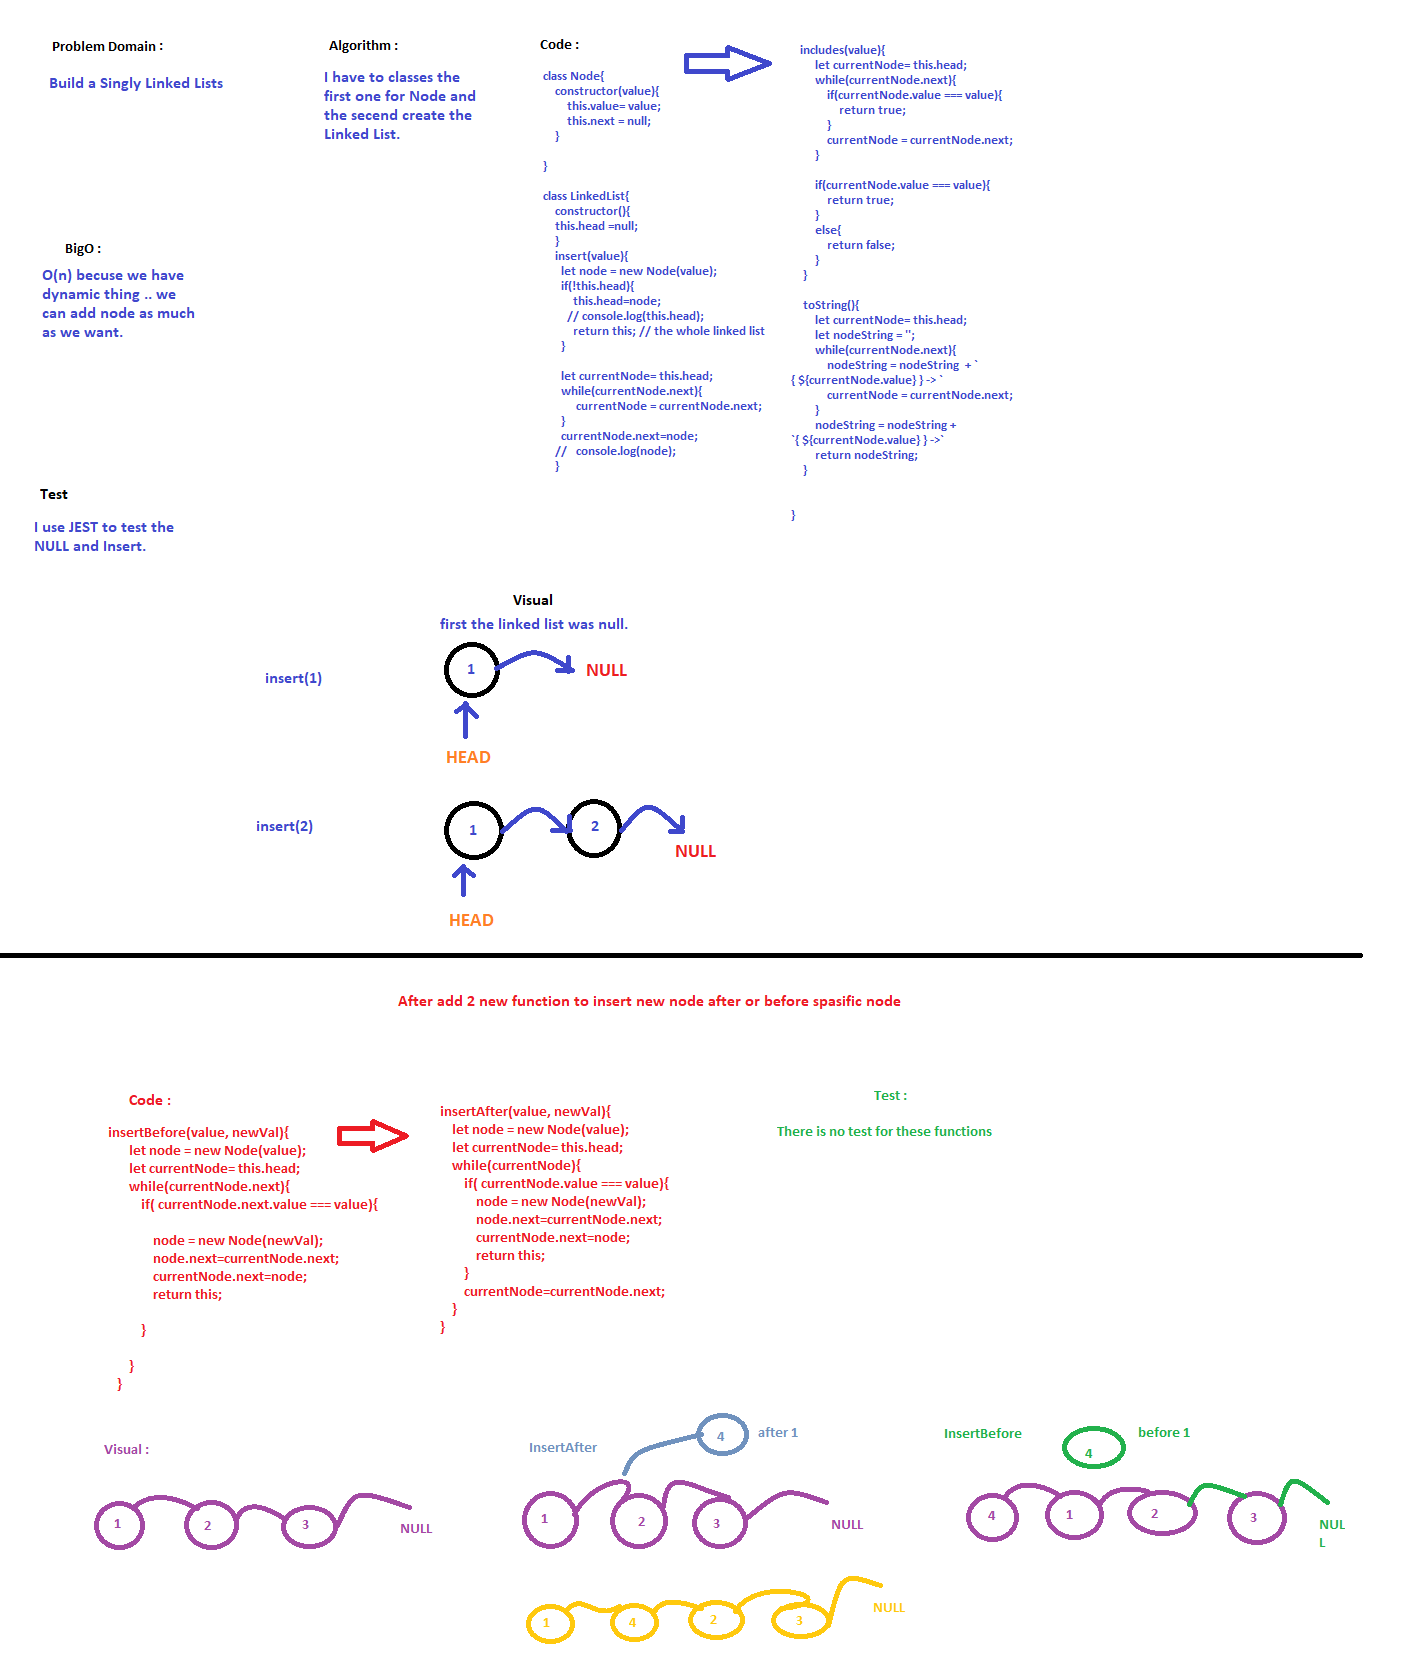 Problem Domain :
Build a Singly Linked Lists
Algorithm :
I have to classes the
first one for Node and
the secend create the
Linked List.
BigO :
O(n) becuse we have
dynamic thing .. we
can add node as much
as we want.
Test
I use JEST to test the
NULL and Insert.
Code :
class Node{
constructor(value){
this.value= value;
this.next = null;
}
}
class LinkedList{
constructor(){
this.head =null;
}
insert(value){
let node = new Node(value);
if(!this.head){
this.head=node;
// console.log(this.head);
return this; // the whole linked list
}
let currentNode= this.head;
while(currentNode.next){
currentNode = currentNode.next;
}
currentNode.next=node;
//   console.log(node);
}
includes(value){
let currentNode= this.head;
while(currentNode.next){
if(currentNode.value === value){
return true;
}
currentNode = currentNode.next;
}
if(currentNode.value === value){
return true;
}
else{
return false;
}
}
toString(){
let currentNode= this.head;
let nodeString = '';
while(currentNode.next){
nodeString = nodeString  + `
{ ${currentNode.value} } -> `
currentNode = currentNode.next;
}
nodeString = nodeString +
`{ ${currentNode.value} } ->`
return nodeString;
}
}
Visual
first the linked list was null.
insert(1)
1
NULL
HEAD
insert(2)
1
2
NULL
HEAD
After add 2 new function to insert new node after or before spasific node
Code :
insertBefore(value, newVal){
let node = new Node(value);
let currentNode= this.head;
while(currentNode.next){
if( currentNode.next.value === value){
node = new Node(newVal);
node.next=currentNode.next;
currentNode.next=node;
return this;
}
}
}
insertAfter(value, newVal){
let node = new Node(value);
let currentNode= this.head;
while(currentNode){
if( currentNode.value === value){
node = new Node(newVal);
node.next=currentNode.next;
currentNode.next=node;
return this;
}
currentNode=currentNode.next;
}
}
Test :
There is no test for these functions
Visual :
1
2
3
NULL
InsertAfter
4
after 1
1
2
3
NULL
1
4
2
3
NULL
InsertBefore
4
before 1
4
1
2
3
NUL
L